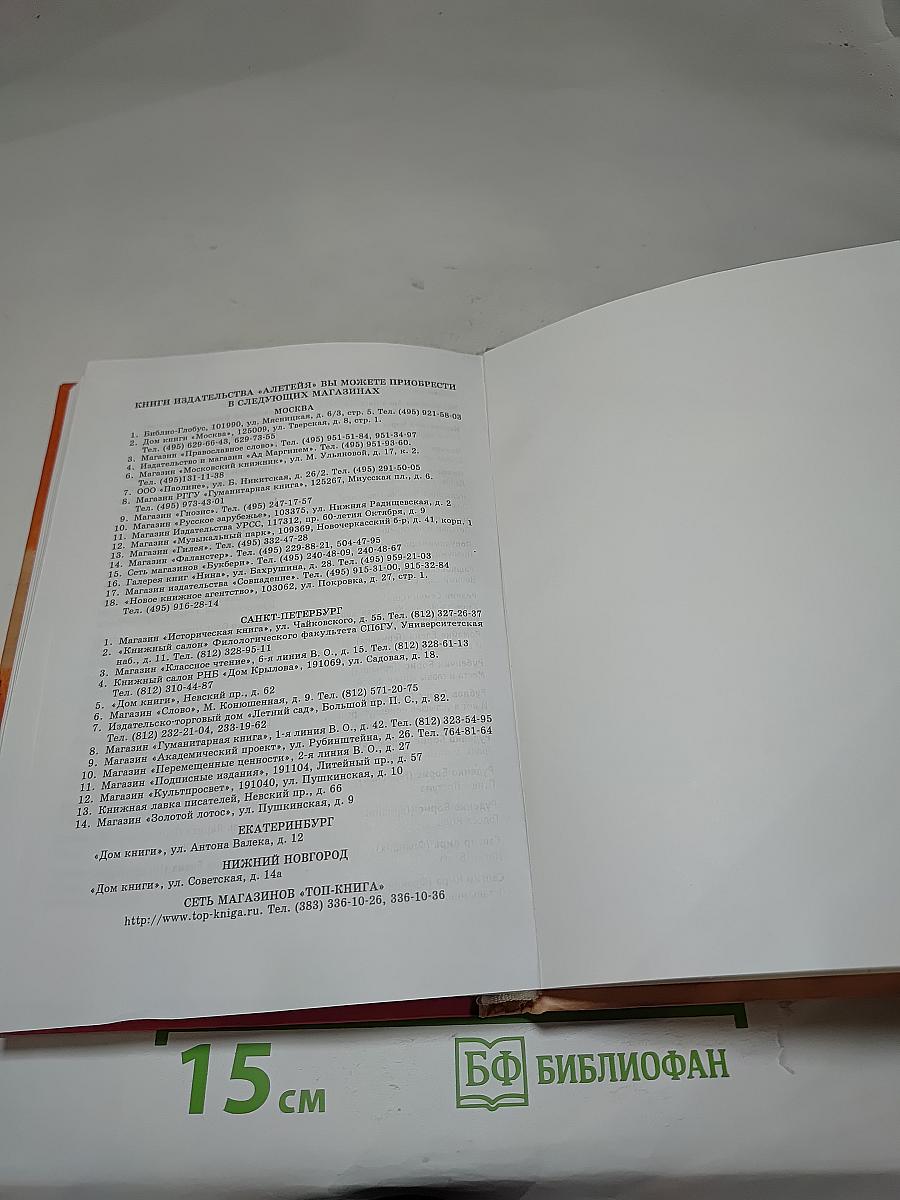 КНИГИ ИЗДАТЕЛЬСТВА «АЛЕТЕЙЯ» ВЫ МОЖЕТЕ ПРИОБРЕСТИ
В СЛЕДУЮЩИХ МАГАЗИНАХ
МОСКВА
1. Библио-Глобус, 101990, ул. Мясницкая, д. 6/3, стр. 5. Тел. (495) 921-58-03
2. Дом книги «Москва», 125009, ул. Тверская, д. 8, стр. 1.
Тел. (495) 629-66-43, 629-73-55
3. Магазин «Православное слово». Тел. (495) 951-51-84, 951-34-97
4. Издательство и магазин «Ад Маргинем». Тел. (495) 951-93-60.
6. Магазин «Московский книжник», ул. М. Ульяновой, д. 17, к. 2.
Тел. (495)131-11-38
7. ООО «Паолине», ул. Б. Никитская, д. 26/2. Тел. (495) 291-50-05
8. Магазин РГГУ «Гуманитарная книга», 125267, Миусская пл., д. 6.
Тел. (495) 973-43-01
9. Магазин «Гнозис». Тел. (495) 247-17-57
10. Магазин «Русское зарубежье», 103375, ул. Нижняя Радищевская, д. 2
11. Магазин Издательства УРСС, 117312, пр. 60-летия Октября, д. 9
12. Магазин «Музыкальный парк», 109369, Новочеркасский б-р, д. 41, корп. 1
13. Магазин «Гилея». Тел. (495) 332-47-28
14. Магазин «Фаланстер». Тел. (495) 229-88-21, 504-47-95
15. Сеть магазинов «Букбери». Тел. (495) 240-48-09, 240-48-67
16. Галерея книг «Нина», ул. Бахрушина, д. 28. Тел. (495) 959-21-03
17. Магазин издательства «Совпадение». Тел. (495) 915-31-00, 915-32-84
18. «Новое книжное агентство», 103062, ул. Покровка, д. 27, стр. 1.
Тел. (495) 916-28-14
САНКТ-ПЕТЕРБУРГ
1. Магазин «Историческая книга», ул. Чайковского, д. 55. Тел. (812) 327-26-37
2. «Книжный салон» Филологического факультета СПбГУ, Университетская
наб., д. 11. Тел. (812) 328-95-11
3. Магазин «Классное чтение», 6-я линия В. О., д. 15. Тел. (812) 328-61-13
4. Книжный салон РНБ «Дом Крылова», 191069, ул. Садовая, д. 18.
Тел. (812) 310-44-87
5. «Дом книги», Невский пр., д. 62
6. Магазин «Слово», М. Конюшенная, д. 9. Тел. (812) 571-20-75
7. Издательско-торговый дом «Летний сад», Большой пр. П. С., д. 82.
Тел. (812) 232-21-04, 233-19-62
8. Магазин «Гуманитарная книга», 1-я линия В. О., д. 42. Тел. (812) 323-54-95
9. Магазин «Академический проект», ул. Рубинштейна, д. 26. Тел. 764-81-64
10. Магазин «Перемещенные ценности», 2-я линия В. О., д. 27
11. Магазин «Подписные издания», 191104, Литейный пр., д. 57
12. Магазин «Культпросвет», 191040, ул. Пушкинская, д. 10
13. Книжная лавка писателей, Невский пр., д. 66
14. Магазин «Золотой лотос», ул. Пушкинская, д. 9
ЕКАТЕРИНБУРГ
«Дом книги», ул. Антона Валека, д. 12
НИЖНИЙ НОВГОРОД
«Дом книги», ул. Советская, д. 14а
СЕТЬ МАГАЗИНОВ «ТОП-КНИГА»
http://www.top-kniga.ru. Тел. (383) 336-10-26, 336-10-36
15 см
БФ БИБЛИОФАН